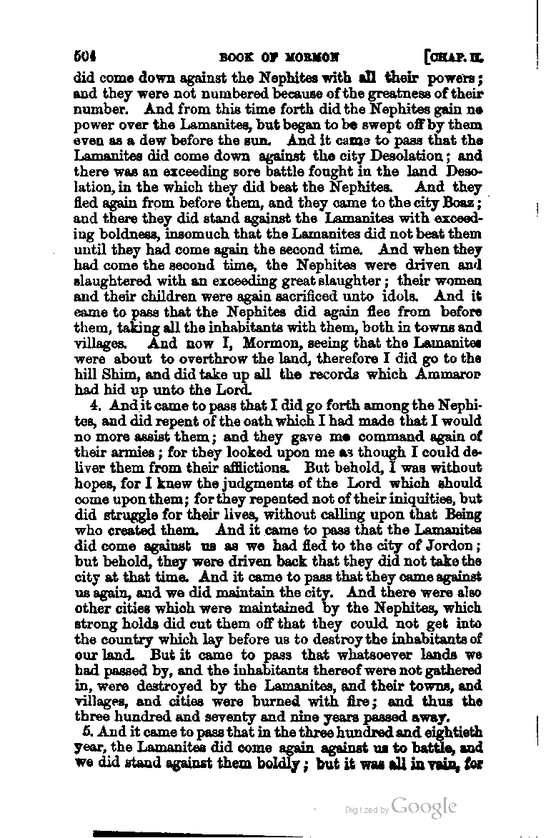 504 BOOK OF MORMON [CHAP. II.
did come down against the Nephites with all their powers;
and they were not numbered because of the greatness of their
number. And from this time forth did the Nephites gain no
power over the Lamanites, but began to be swept off by them
even as a dew before the sun. And it came to pass that the
Lamanites did come down against the city Desolation; and
there was an exceeding sore battle fought in the land Deso-
lation, in the which they did beat the Nephites. And they
fled again from before them, and they came to the city Boaz;
and there they did stand against the Lamanites with exceed-
ing boldness, insomuch that the Lamanites did not beat them
until they had come again the second time. And when they
had come the second time, the Nephites were driven and
slaughtered with an exceeding great slaughter; their women
and their children were again sacrificed unto idols. And it
came to pass that the Nephites did again flee from before
them, taking all the inhabitants with them, both in towns and
villages. And now I, Mormon, seeing that the Lamanites
were about to overthrow the land, therefore I did go to the
hill Shim, and did take up all the records which Ammaron
had hid up unto the Lord.
4. And it came to pass that I did go forth among the Nephi-
tes, and did repent of the oath which I had made that I would
no more assist them; and they gave me command again of
their armies; for they looked upon me as though I could de-
liver them from their afflictions. But behold, I was without
hopes, for I knew the judgments of the Lord which should
come upon them; for they repented not of their iniquities, but
did struggle for their lives, without calling upon that Being
who created them. And it came to pass that the Lamanites
did come against us as we had fled to the city of Jordon;
but behold, they were driven back that they did not take the
city at that time. And it came to pass that they came against
us again, and we did maintain the city. And there were also
other cities which were maintained by the Nephites, which
strong holds did cut them off that they could not get into
the country which lay before us to destroy the inhabitants of
our land. But it came to pass that whatsoever lands we
had passed by, and the inhabitants thereof were not gathered
in, were destroyed by the Lamanites, and their towns, and
villages, and cities were burned with fire; and thus the
three hundred and seventy and nine years passed away.
5. And it came to pass that in the three hundred and eightieth
year, the Lamanites did come again against us to battle, and
we did stand against them boldly; but it was all in vain, for
Digitized by Google